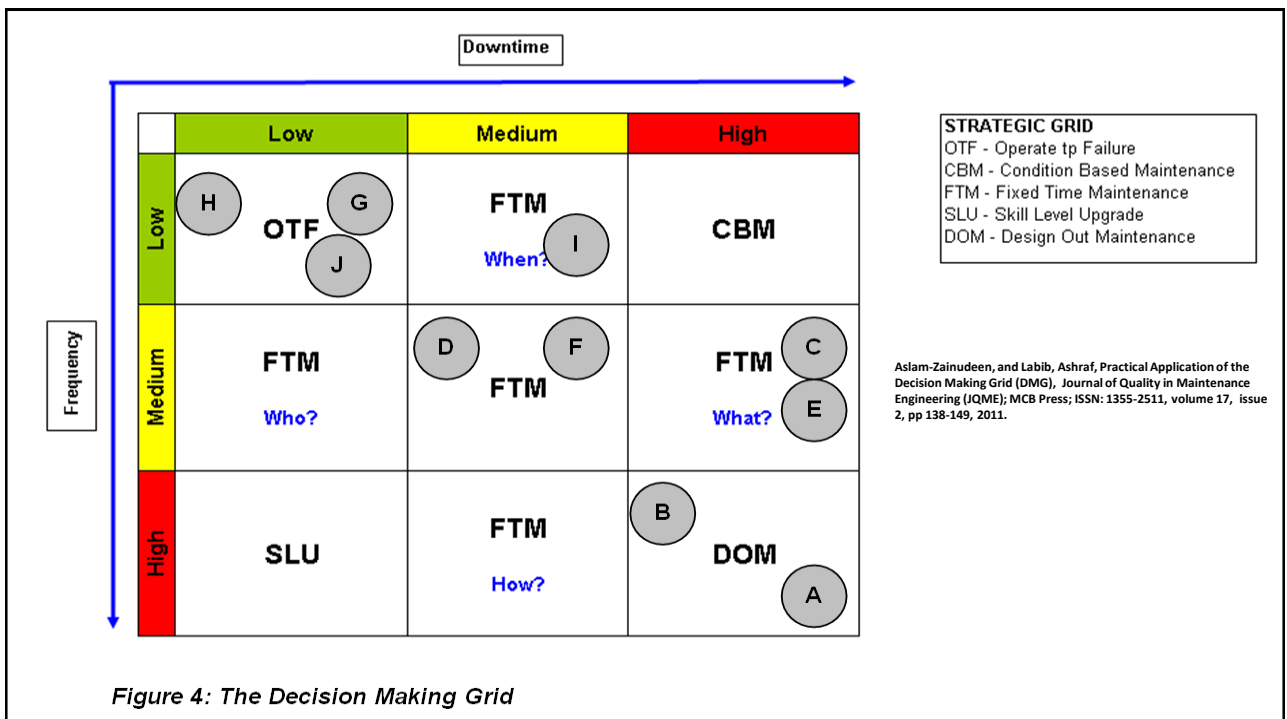 Downtime
Low Medium High
STRATEGIC GRID
OTF - Operate tp Failure
CBM - Condition Based Maintenance
FTM - Fixed Time Maintenance
SLU - Skill Level Upgrade
DOM - Design Out Maintenance
Frequency
Low
H
OTF
G
J
FTM
When?
I
CBM
Medium
FTM
Who?
D
F
FTM
FTM
What?
C
E
High
SLU
FTM
How?
B
DOM
A
Aslam-Zainudeen, and Labib, Ashraf, Practical Application of the
Decision Making Grid (DMG), Journal of Quality in Maintenance
Engineering (JQME); MCB Press; ISSN: 1355-2511, volume 17, issue
2, pp 138-149, 2011.
Figure 4: The Decision Making Grid